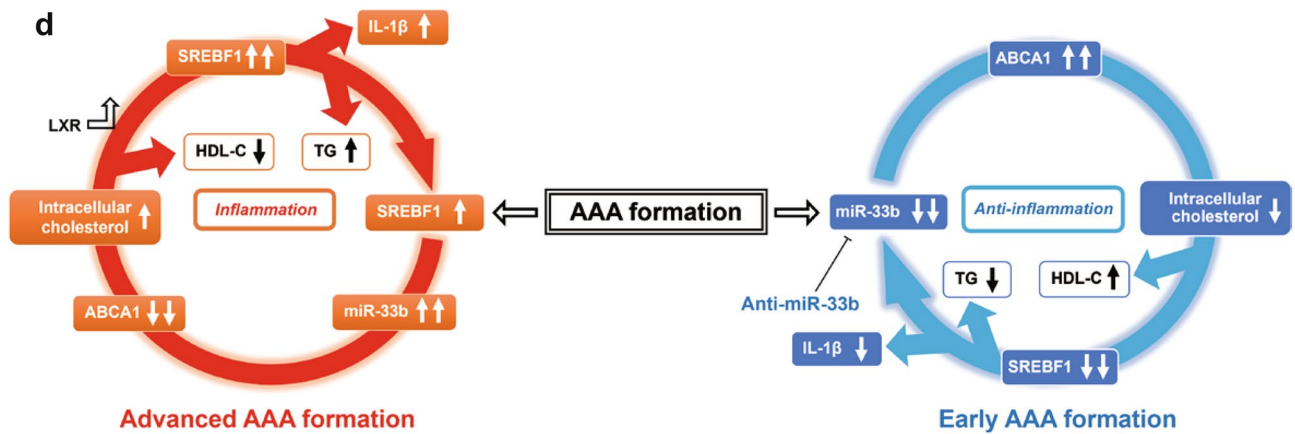 d
IL-1β ↑
SREBF1 ↑↑
LXR
HDL-C ↓
TG ↑
Intracellular
cholesterol ↑
Inflammation
SREBF1 ↑
ABCA1 ↓↓
miR-33b ↑↑
Advanced AAA formation
AAA formation
ABCA1 ↑↑
miR-33b ↓↓
Anti-inflammation
Intracellular
cholesterol ↓
TG ↓
HDL-C ↑
Anti-miR-33b
IL-1β ↓
SREBF1 ↓↓
Early AAA formation